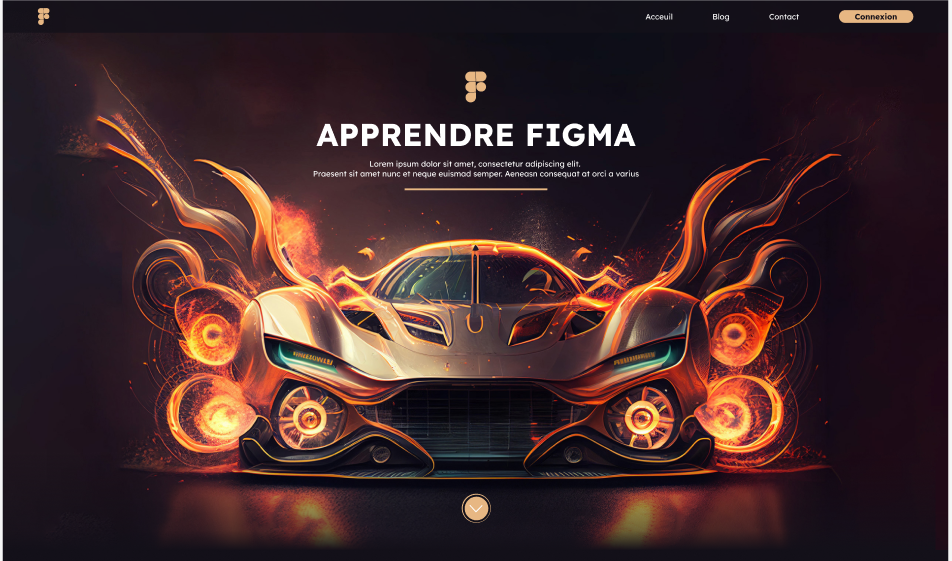 Acceuil
Blog
Contact
Connexion
APPRENDRE FIGMA
Lorem ipsum dolor sit amet, consectetur adipiscing elit.
Praesent sit amet nunc et neque euismad semper. Aeneasn consequat at orci a varius